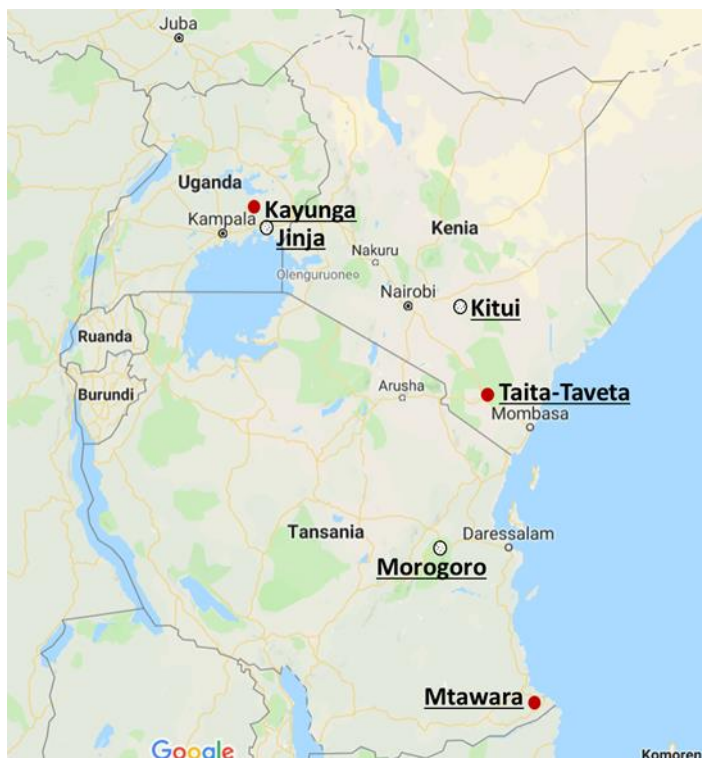 Juba
Uganda
Kayunga
Kampala
Jinja
Kenia
Nakuru
Olenguruone
Nairobi
Kitui
Ruanda
Burundi
Arusha
Taita-Taveta
Mombasa
Tansania
Daressalam
Morogoro
Mtawara
Google
Komoren